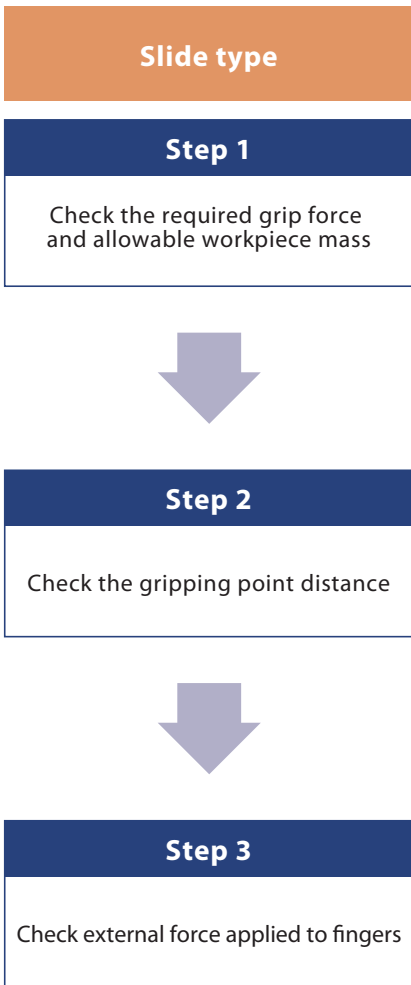 Slide type
Step 1
Check the required grip force
and allowable workpiece mass
Step 2
Check the gripping point distance
Step 3
Check external force applied to fingers